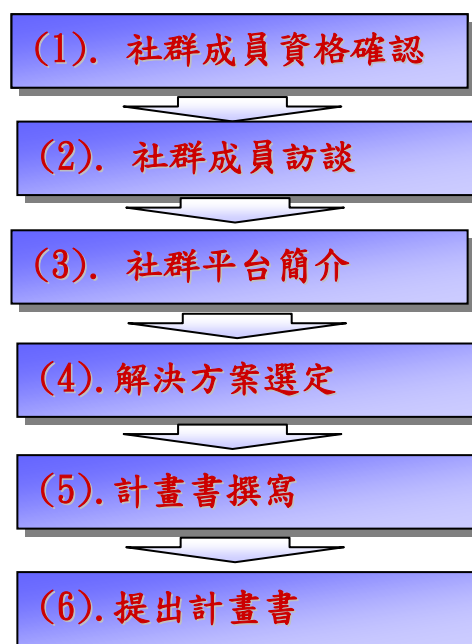 (1). 社群成員資格確認
(2). 社群成員訪談
(3). 社群平台簡介
(4).解決方案選定
(5).計畫書撰寫
(6).提出計畫書